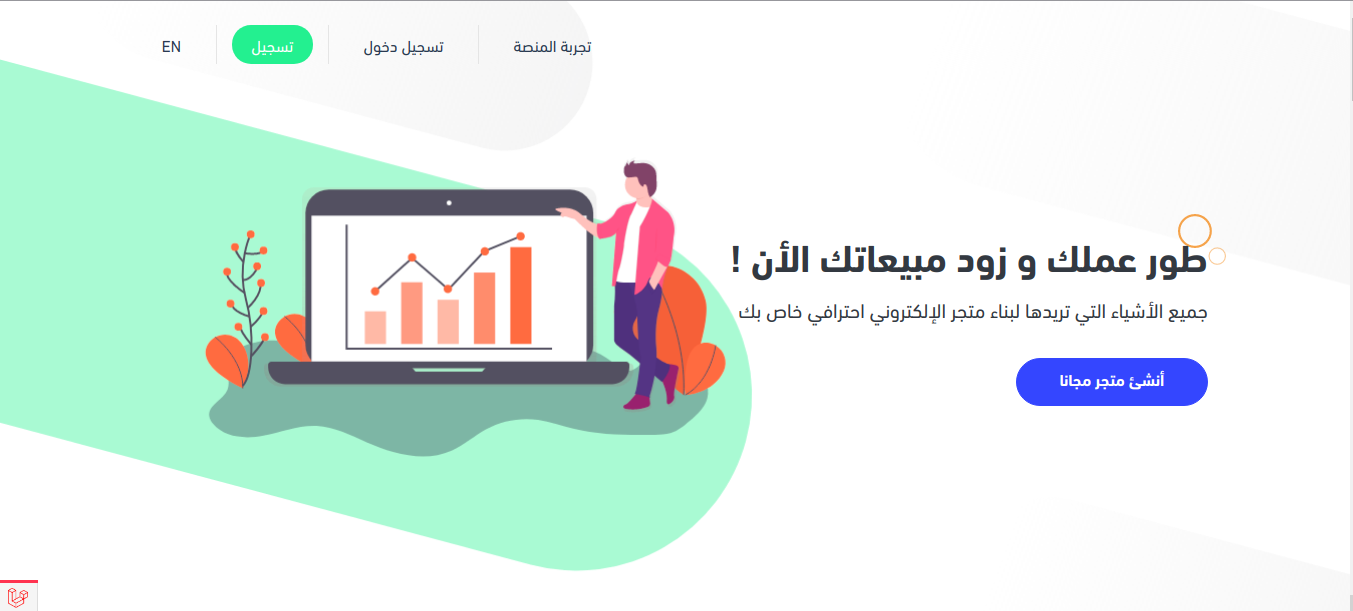 تجربة المنصة
تسجيل دخول
تسجيل
EN
طور عملك و زود مبيعاتك الأن !
جميع الأشياء التي تريدها لبناء متجر الإلكتروني احترافي خاص بك
أنشئ متجر مجانا